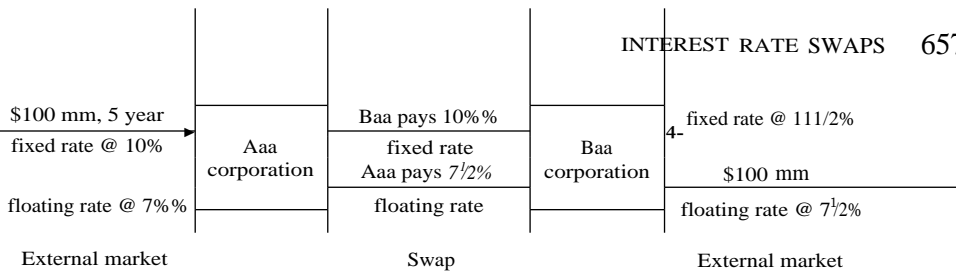 INTEREST RATE SWAPS 657
$100 mm, 5 year
fixed rate @ 10%
floating rate @ 7%%
Aaa
corporation
Baa pays 10%%
fixed rate
Aaa pays 7½%
floating rate
Baa
corporation
4-
fixed rate @ 111/2%
$100 mm
floating rate @ 7½%
External market
Swap
External market